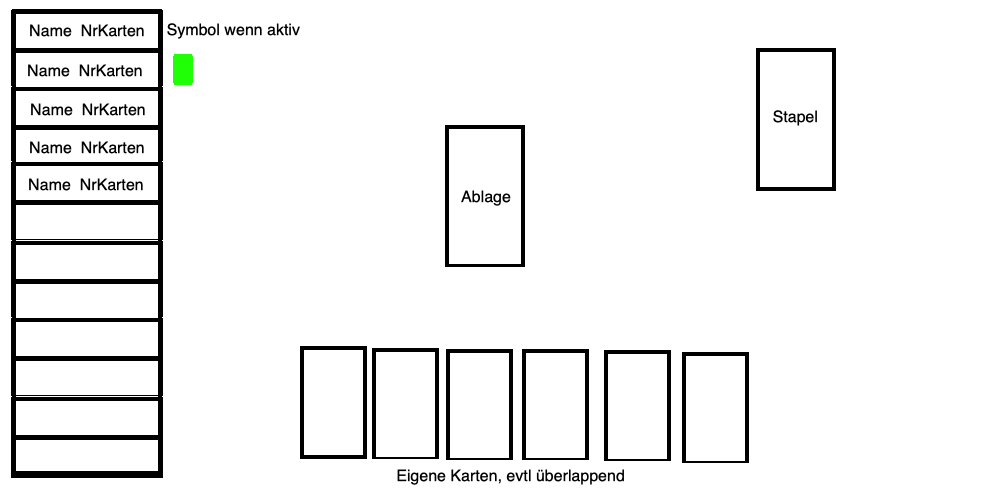 Name NrKarten
Symbol wenn aktiv
Name NrKarten
Name NrKarten
Name NrKarten
Name NrKarten
Stapel
Ablage
Eigene Karten, evtl überlappend